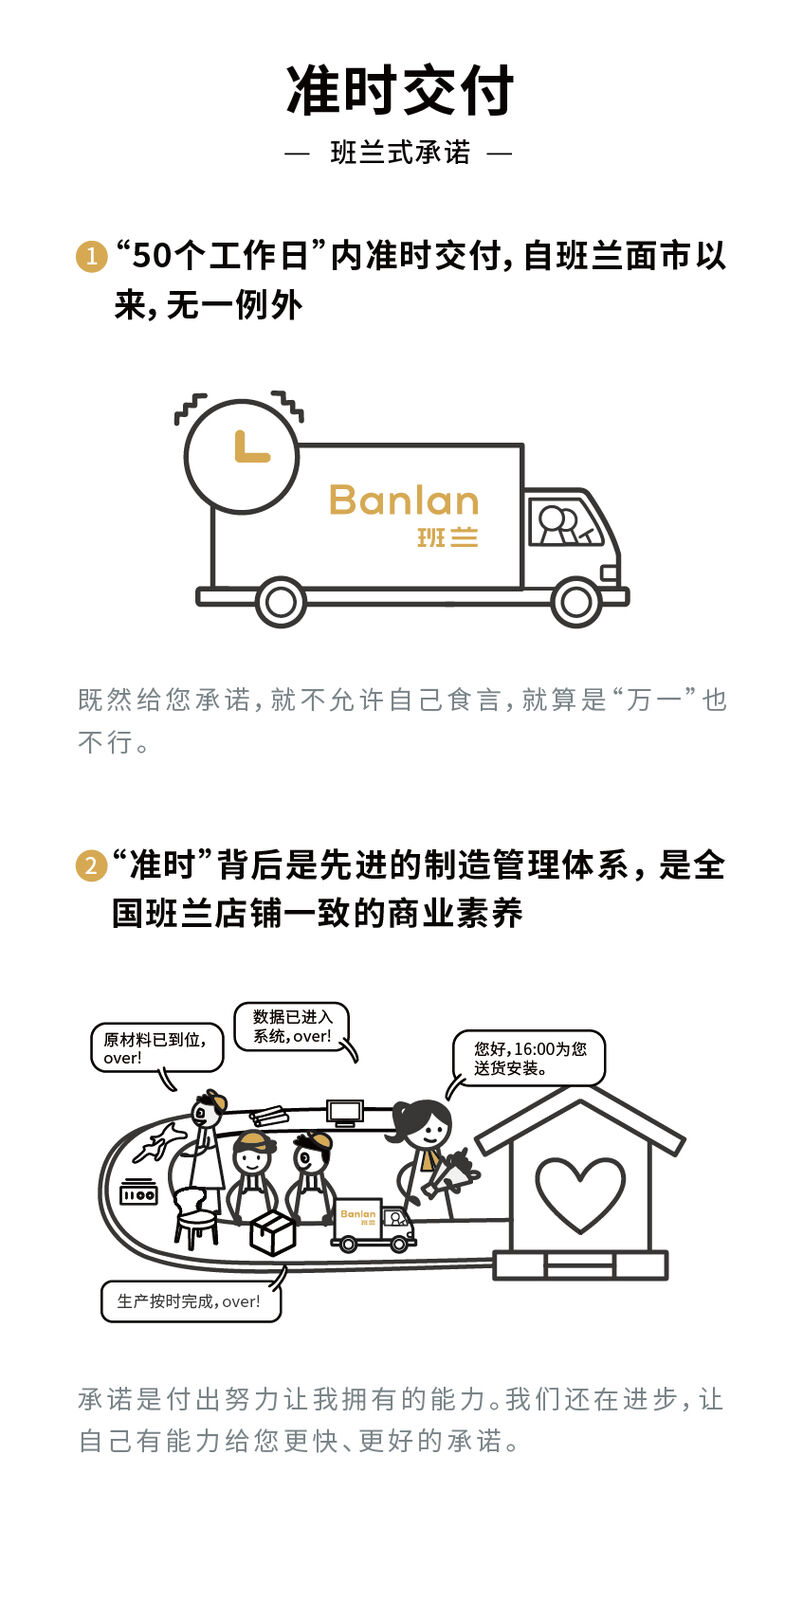 准时交付
— 班兰式承诺 —
1 “50个工作日”内准时交付，自班兰面市以
来，无一例外
Banlan
班兰
既然给您承诺，就不允许自己食言，就算是“万一”也
不行。
2 “准时”背后是先进的制造管理体系，是全
国班兰店铺一致的商业素养
数据已进入
系统，over!
原材料已到位，
over!
您好，16:00为您
送货安装。
Banlan
班兰
生产按时完成，over!
承诺是付出努力让我拥有的能力。我们还在进步，让
自己有能力给您更快、更好的承诺。